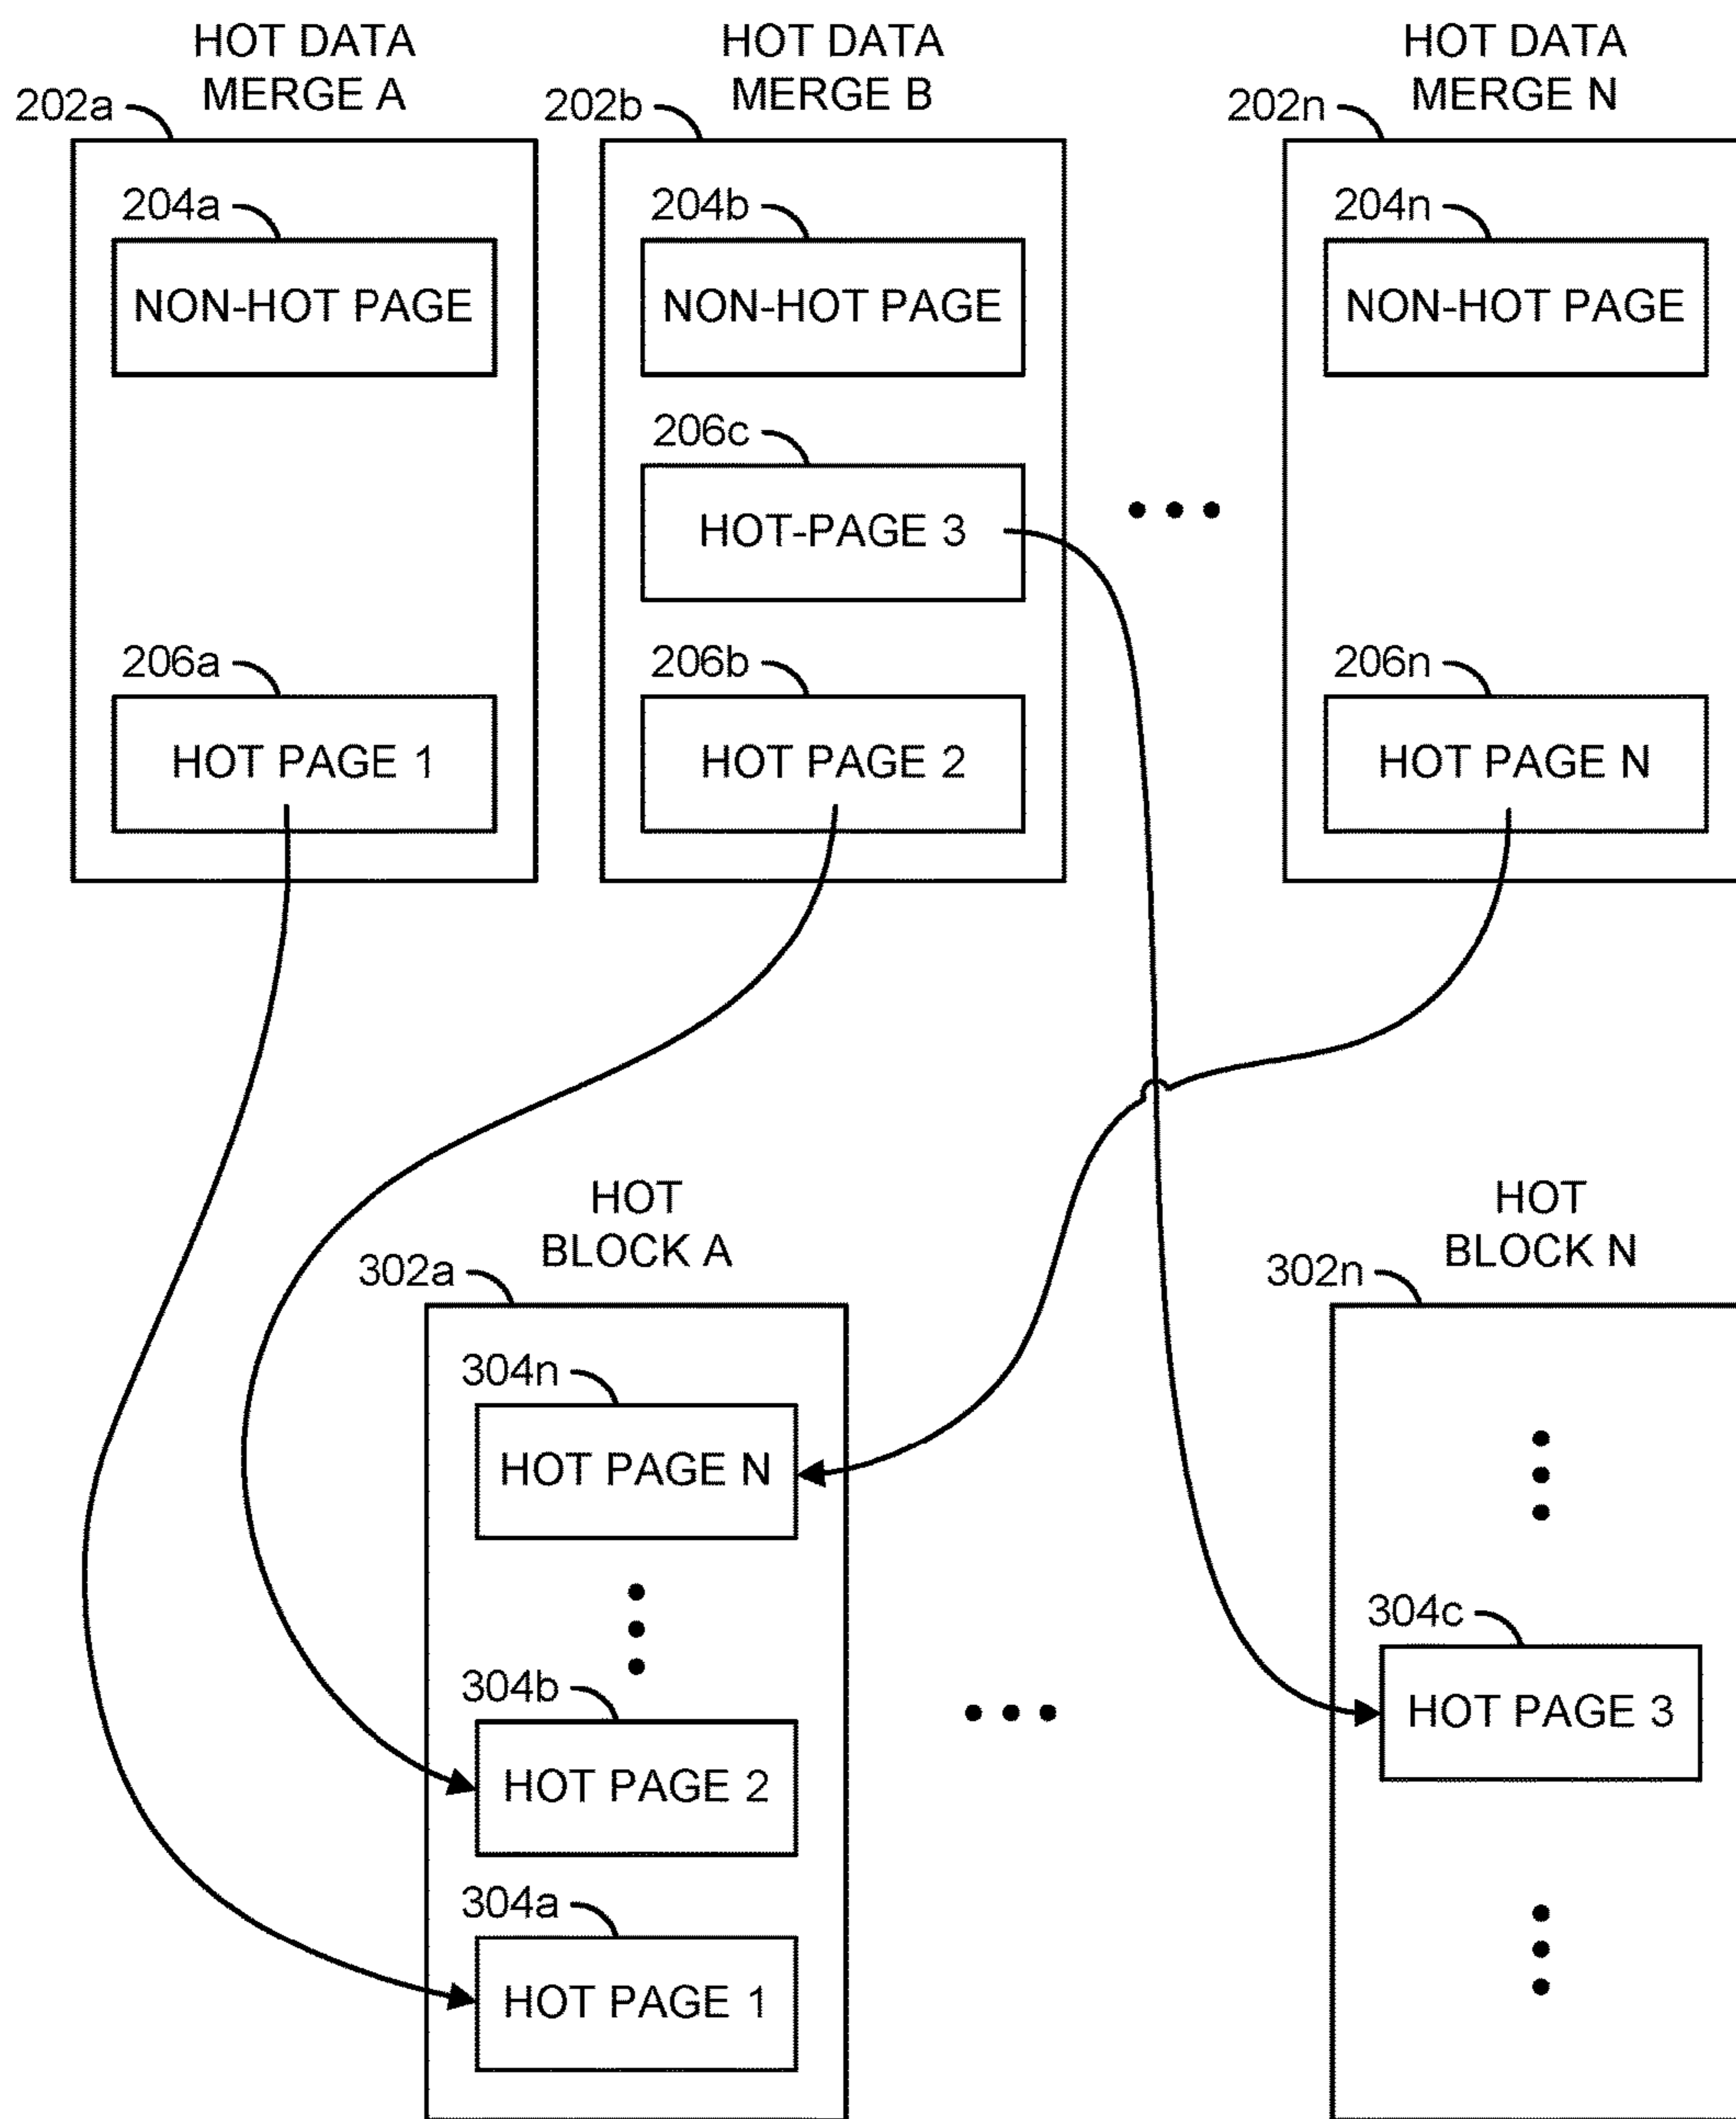 HOT DATA
MERGE A
HOT DATA
MERGE B
HOT DATA
MERGE N
202a
202b
202n
204a
204b
204n
NON-HOT PAGE
NON-HOT PAGE
NON-HOT PAGE
206c
HOT-PAGE 3
206a
206b
206n
HOT PAGE 1
HOT PAGE 2
HOT PAGE N
HOT
BLOCK A
HOT
BLOCK N
302a
302n
304n
HOT PAGE N
304c
HOT PAGE 3
304b
HOT PAGE 2
304a
HOT PAGE 1